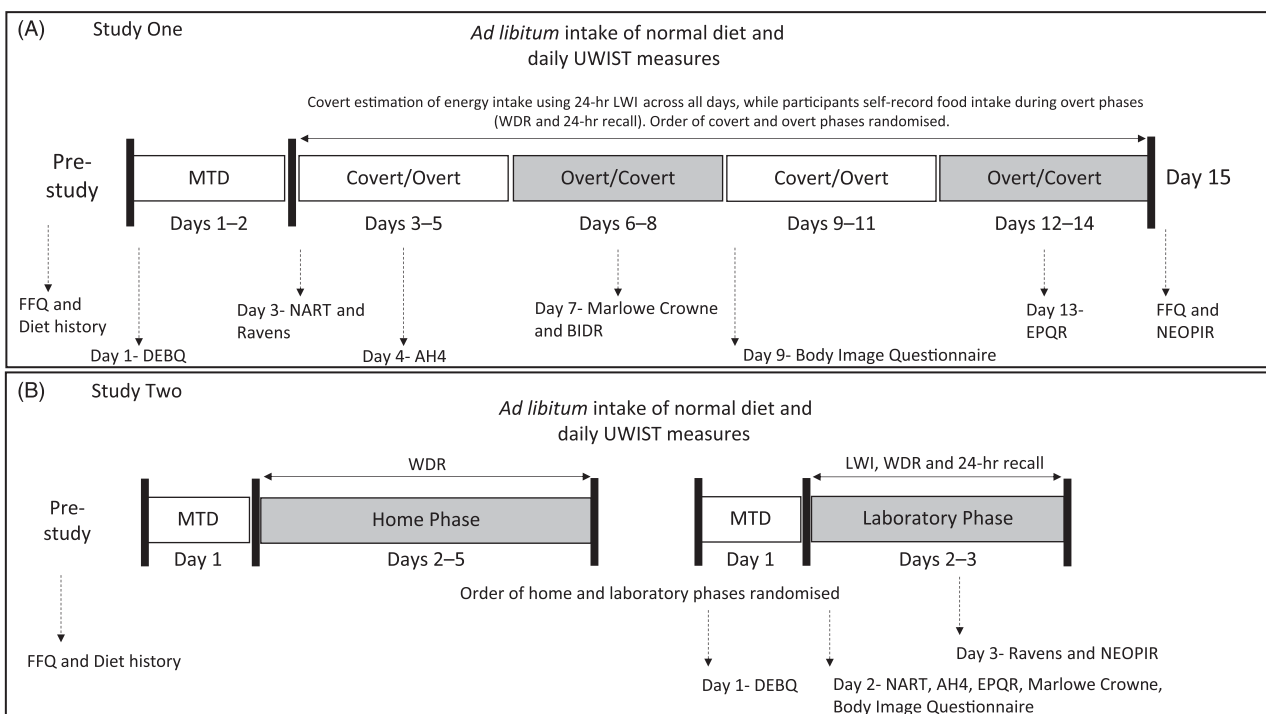 (A)
Study One
Ad libitum intake of normal diet and
daily UWIST measures
Covert estimation of energy intake using 24-hr LWI across all days, while participants self-record food intake during overt phases
(WDR and 24-hr recall). Order of covert and overt phases randomised.
Pre-
study
MTD
Covert/Overt
Overt/Covert
Covert/Overt
Overt/Covert
Day 15
Days 1–2
Days 3–5
Days 6–8
Days 9–11
Days 12–14
FFQ and
Diet history
Day 1- DEBQ
Day 3- NART and
Ravens
Day 4- AH4
Day 7- Marlowe Crowne
and BIDR
Day 9- Body Image Questionnaire
Day 13-
EPQR
FFQ and
NEOPIR
(B)
Study Two
Ad libitum intake of normal diet and
daily UWIST measures
WDR
LWI, WDR and 24-hr recall
Pre-
study
MTD
Home Phase
MTD
Laboratory Phase
Day 1
Days 2–5
Day 1
Days 2–3
Order of home and laboratory phases randomised
FFQ and Diet history
Day 1- DEBQ
Day 3- Ravens and NEOPIR
Day 2- NART, AH4, EPQR, Marlowe Crowne,
Body Image Questionnaire